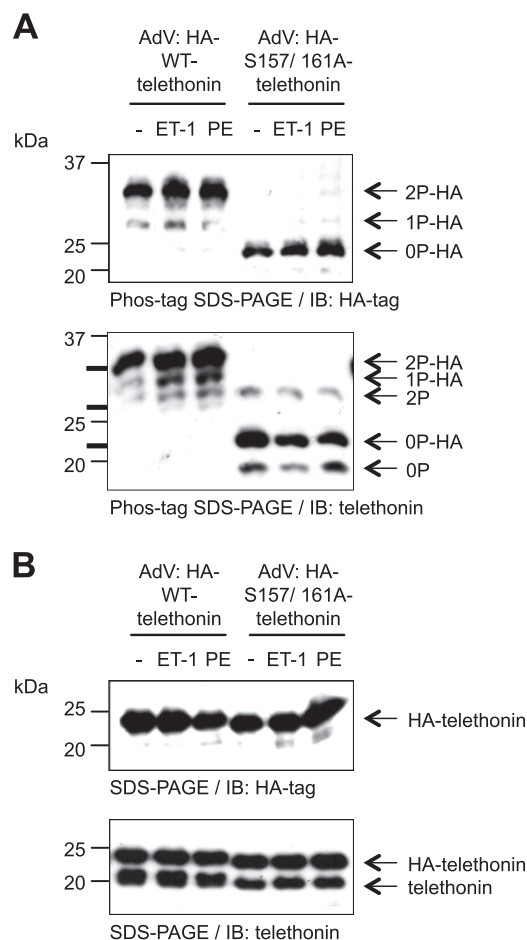 A
AdV: HA- AdV: HA-
WT- S157/ 161A-
telethonin telethonin
- ET-1 PE - ET-1 PE
kDa
37
2P-HA
1P-HA
25
0P-HA
20
Phos-tag SDS-PAGE / IB: HA-tag
37
2P-HA
1P-HA
2P
25
0P-HA
20
0P
Phos-tag SDS-PAGE / IB: telethonin
B
AdV: HA- AdV: HA-
WT- S157/ 161A-
telethonin telethonin
- ET-1 PE - ET-1 PE
kDa
25
HA-telethonin
20
SDS-PAGE / IB: HA-tag
25
HA-telethonin
20
telethonin
SDS-PAGE / IB: telethonin